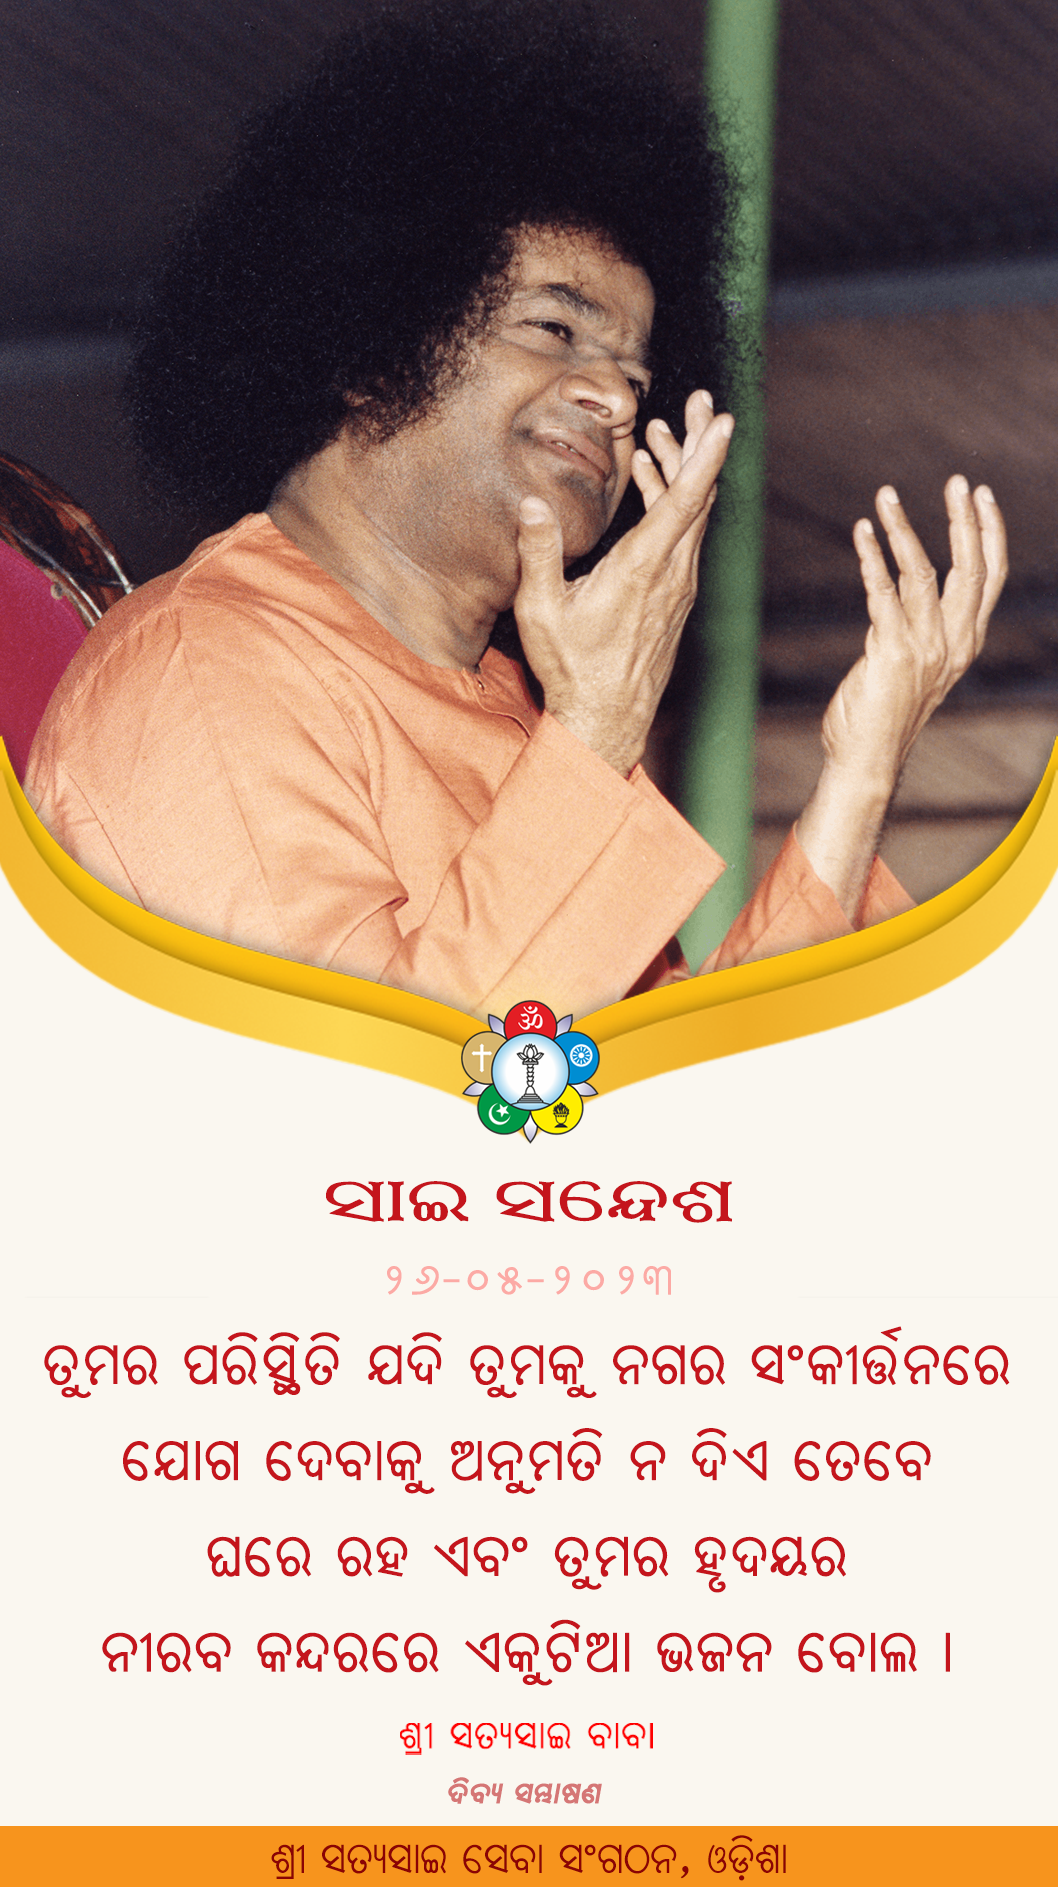 ॐ
ସାଇ ସନ୍ଦେଶ
୨୬-୦୫-୨୦୨୩
ତୁମର ପରିସ୍ଥିତି ଯଦି ତୁମକୁ ନଗର ସଂକୀର୍ତ୍ତନରେ
ଯୋଗ ଦେବାକୁ ଅନୁମତି ନ ଦିଏ ତେବେ
ଘରେ ରହ ଏବଂ ତୁମର ହୃଦୟର
ନୀରବ କନ୍ଦରରେ ଏକୁଟିଆ ଭଜନ ବୋଲ ।
ଶ୍ରୀ ସତ୍ୟସାଇ ବାବା
ଦିବ୍ୟ ସମ୍ଭାଷଣ
ଶ୍ରୀ ସତ୍ୟସାଇ ସେବା ସଂଗଠନ, ଓଡ଼ିଶା